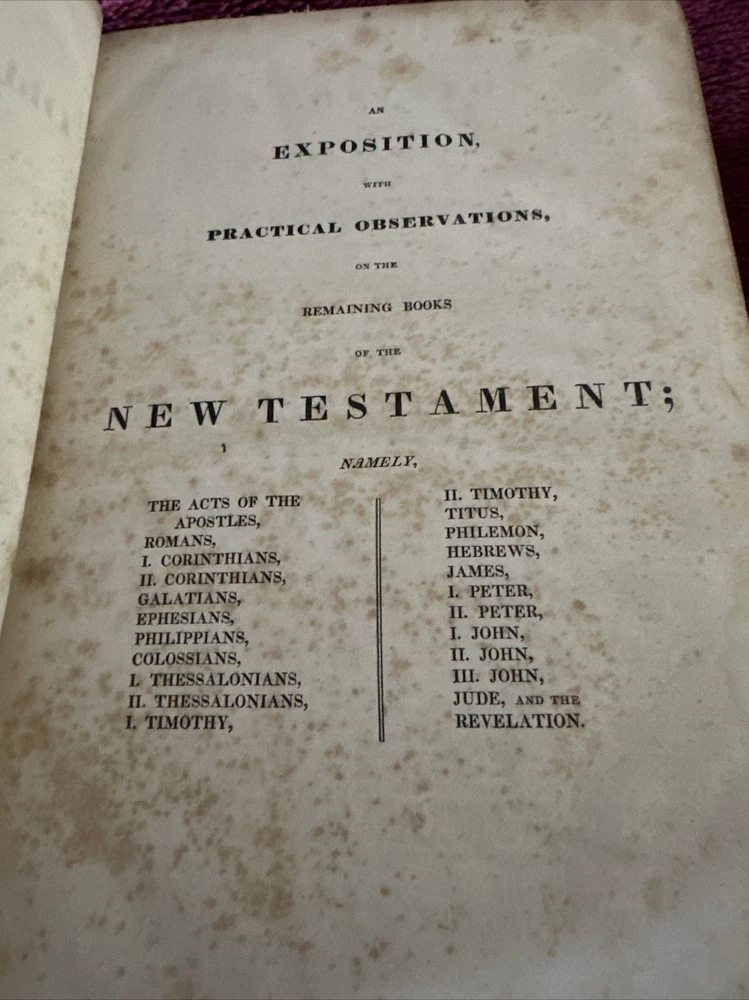 AN
EXPOSITION,
WITH
PRACTICAL OBSERVATIONS,
ON THE
REMAINING BOOKS
OF THE
NEW TESTAMENT;
NAMELY,
THE ACTS OF THE
APOSTLES,
ROMANS,
I. CORINTHIANS,
II. CORINTHIANS,
GALATIANS,
EPHESIANS,
PHILIPPIANS,
COLOSSIANS,
I. THESSALONIANS,
II. THESSALONIANS,
I. TIMOTHY,
II. TIMOTHY,
TITUS,
PHILEMON,
HEBREWS,
JAMES,
I. PETER,
II. PETER,
I. JOHN,
II. JOHN,
III. JOHN,
JUDE, AND THE
REVELATION.